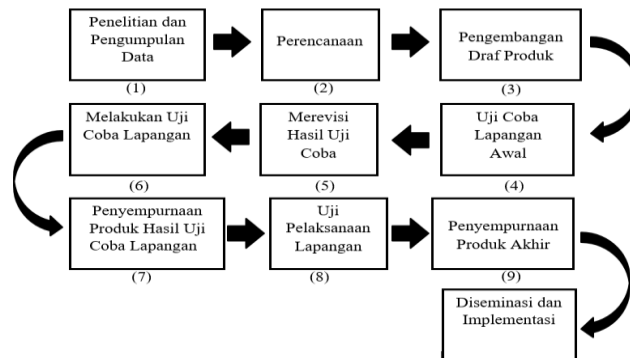 Penelitian dan
Pengumpulan
Data
(1)
Perencanaan
(2)
Pengembangan
Draf Produk
(3)
Uji Coba
Lapangan
Awal
(4)
Merevisi
Hasil Uji
Coba
(5)
Melakukan Uji
Coba Lapangan
(6)
Penyempurnaan
Produk Hasil Uji
Coba Lapangan
(7)
Uji
Pelaksanaan
Lapangan
(8)
Penyempurnaan
Produk Akhir
(9)
Diseminasi dan
Implementasi